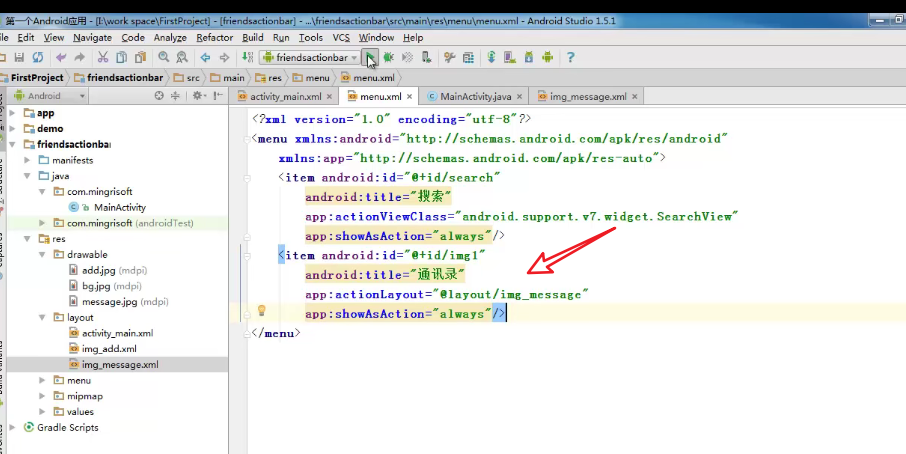 第一个Android应用 - [E:\work space\FirstProject] - [friendsactionbar] - ...\friendsactionbar\src\main\res\menu\menu.xml - Android Studio 1.5.1
File Edit View Navigate Code Analyze Refactor Build Run Tools VCS Window Help
friendsactionbar
FirstProject friendsactionbar src main res menu menu.xml
Android activity_main.xml menu.xml MainActivity.java img_message.xml
app
demo
friendsactionbar
manifests
java
com.mingrisoft
MainActivity
com.mingrisoft (androidTest)
res
drawable
add.jpg (mdpi)
bg.jpg (mdpi)
message.jpg (mdpi)
layout
activity_main.xml
img_add.xml
img_message.xml
menu
mipmap
values
Gradle Scripts
<?xml version="1.0" encoding="utf-8"?>
<menu xmlns:android="http://schemas.android.com/apk/res/android"
xmlns:app="http://schemas.android.com/apk/res-auto">
<item android:id="@+id/search"
android:title="搜索"
app:actionViewClass="android.support.v7.widget.SearchView"
app:showAsAction="always"/>
<item android:id="@+id/img1"
android:title="通讯录"
app:actionLayout="@layout/img_message"
app:showAsAction="always"/>
</menu>